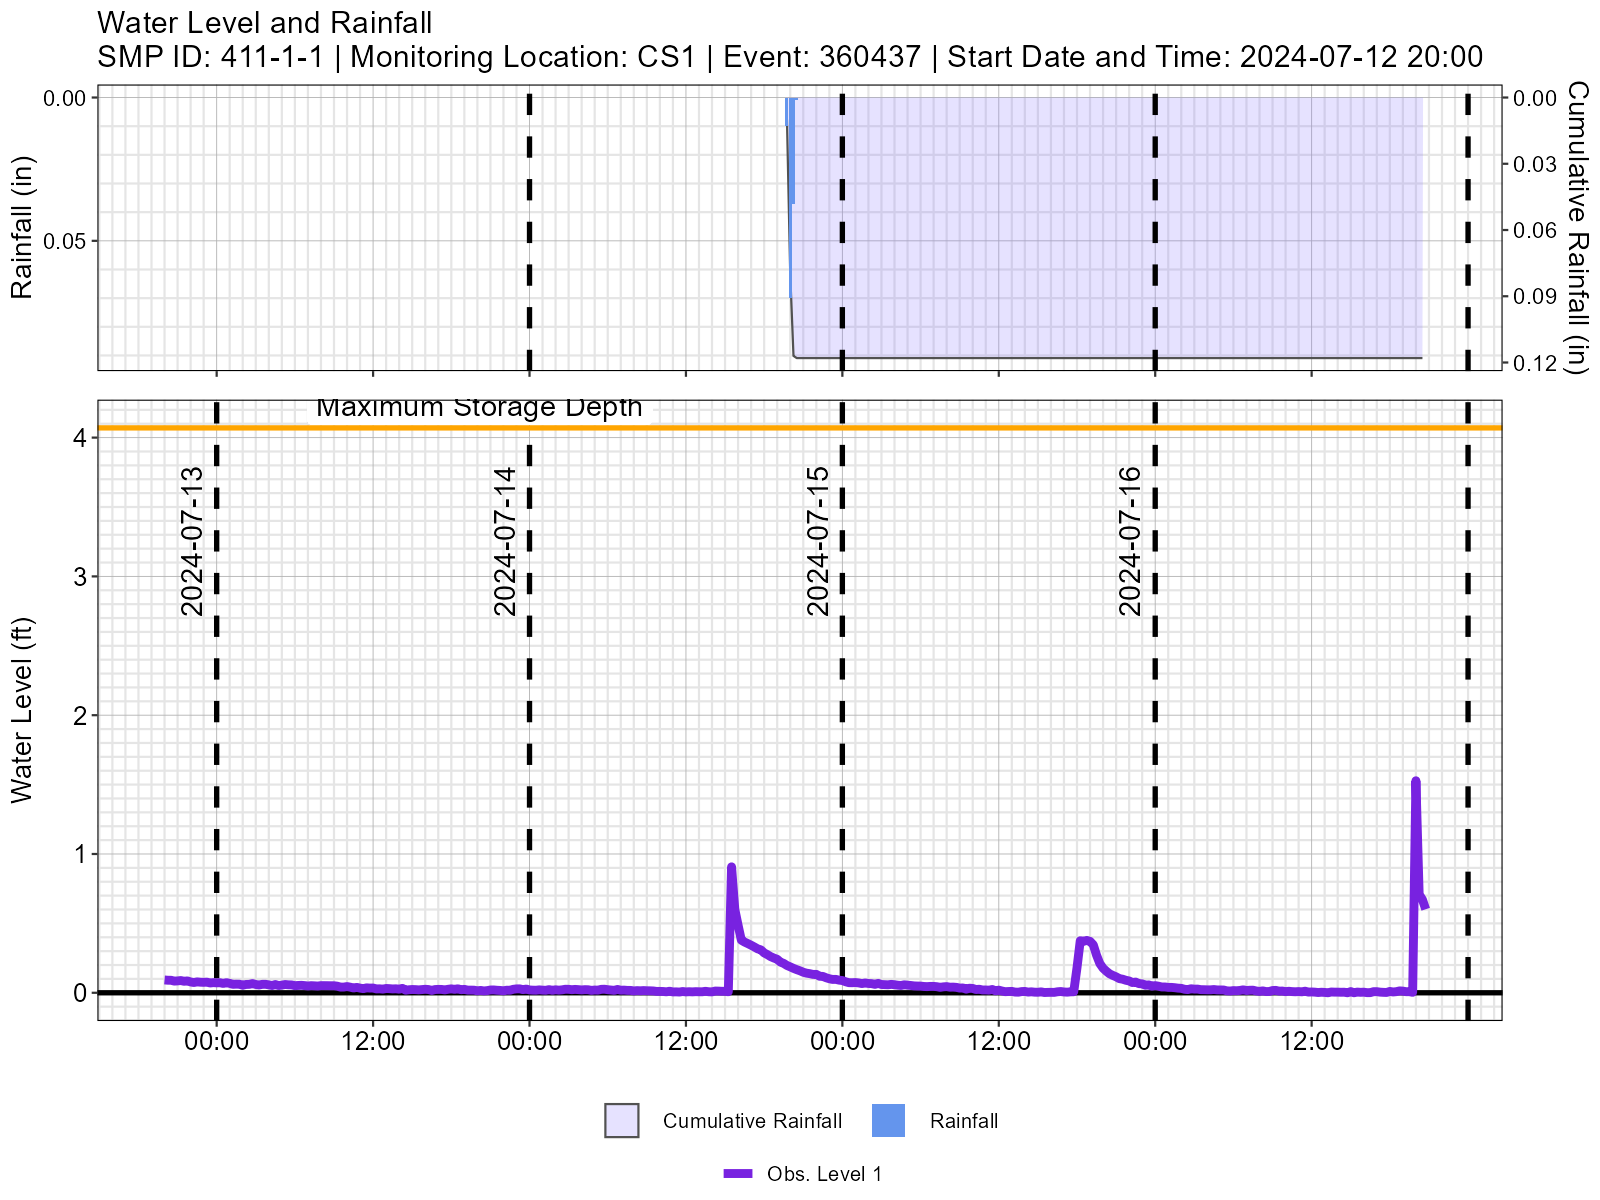 Water Level and Rainfall
SMP ID: 411-1-1 | Monitoring Location: CS1 | Event: 360437 | Start Date and Time: 2024-07-12 20:00
Rainfall (in)
0.00
0.05
0.00
0.03
0.06
0.09
0.12
Cumulative Rainfall (in)
Water Level (ft)
4
3
2
1
0
Maximum Storage Depth
2024-07-13
2024-07-14
2024-07-15
2024-07-16
00:00 12:00 00:00 12:00 00:00 12:00 00:00 12:00
Cumulative Rainfall Rainfall
Obs. Level 1